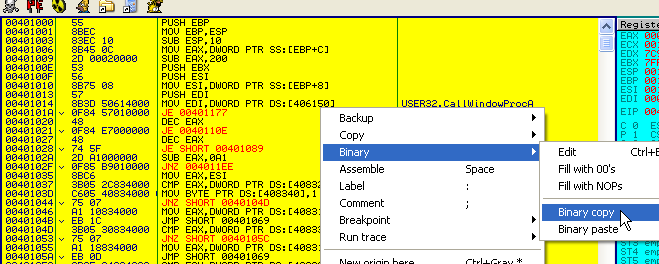 00401000 55 PUSH EBP Registe
00401001 8BEC MOV EBP,ESP EAX 00
00401003 83EC 10 SUB ESP,10 ECX 00
00401006 8B45 0C MOV EAX,DWORD PTR SS:[EBP+C] EDX 7C
00401009 2D 00020000 SUB EAX,200 EBX 7F
0040100E 53 PUSH EBX ESP 00
0040100F 56 PUSH ESI EBP 00
00401010 8B75 08 MOV ESI,DWORD PTR SS:[EBP+8] ESI 00
00401013 57 PUSH EDI EDI 00
00401014 8B3D 50614000 MOV EDI,DWORD PTR DS:[406150] USER32.CallWindowProcA
0040101A 0F84 57010000 JE 00401177 EIP 00
00401020 48 DEC EAX
00401021 0F84 E7000000 JE 0040110E
00401027 48 DEC EAX
00401028 74 5F JE SHORT 00401089
0040102A 2D A1000000 SUB EAX,0A1
0040102F 0F85 B9010000 JNZ 004011EE
00401035 8BC6 MOV EAX,ESI
00401037 3B05 2C834000 CMP EAX,DWORD PTR DS:[40832
0040103D C605 40834000 MOV BYTE PTR DS:[408340],1
00401044 75 07 JNZ SHORT 0040104D
00401046 A1 10834000 MOV EAX,DWORD PTR DS:[40831
0040104B EB 1C JMP SHORT 00401069
0040104D 3B05 30834000 CMP EAX,DWORD PTR DS:[40833
00401053 75 07 JNZ SHORT 0040105C
00401055 A1 18834000 MOV EAX,DWORD PTR DS:[40831
0040105A EB 0D JMP SHORT 00401069
Backup
Copy
Binary
Assemble Space
Label :
Comment ;
Breakpoint
Run trace
New origin here Ctrl+Gray *
Edit Ctrl+E
Fill with 00's
Fill with NOPs
Binary copy
Binary paste